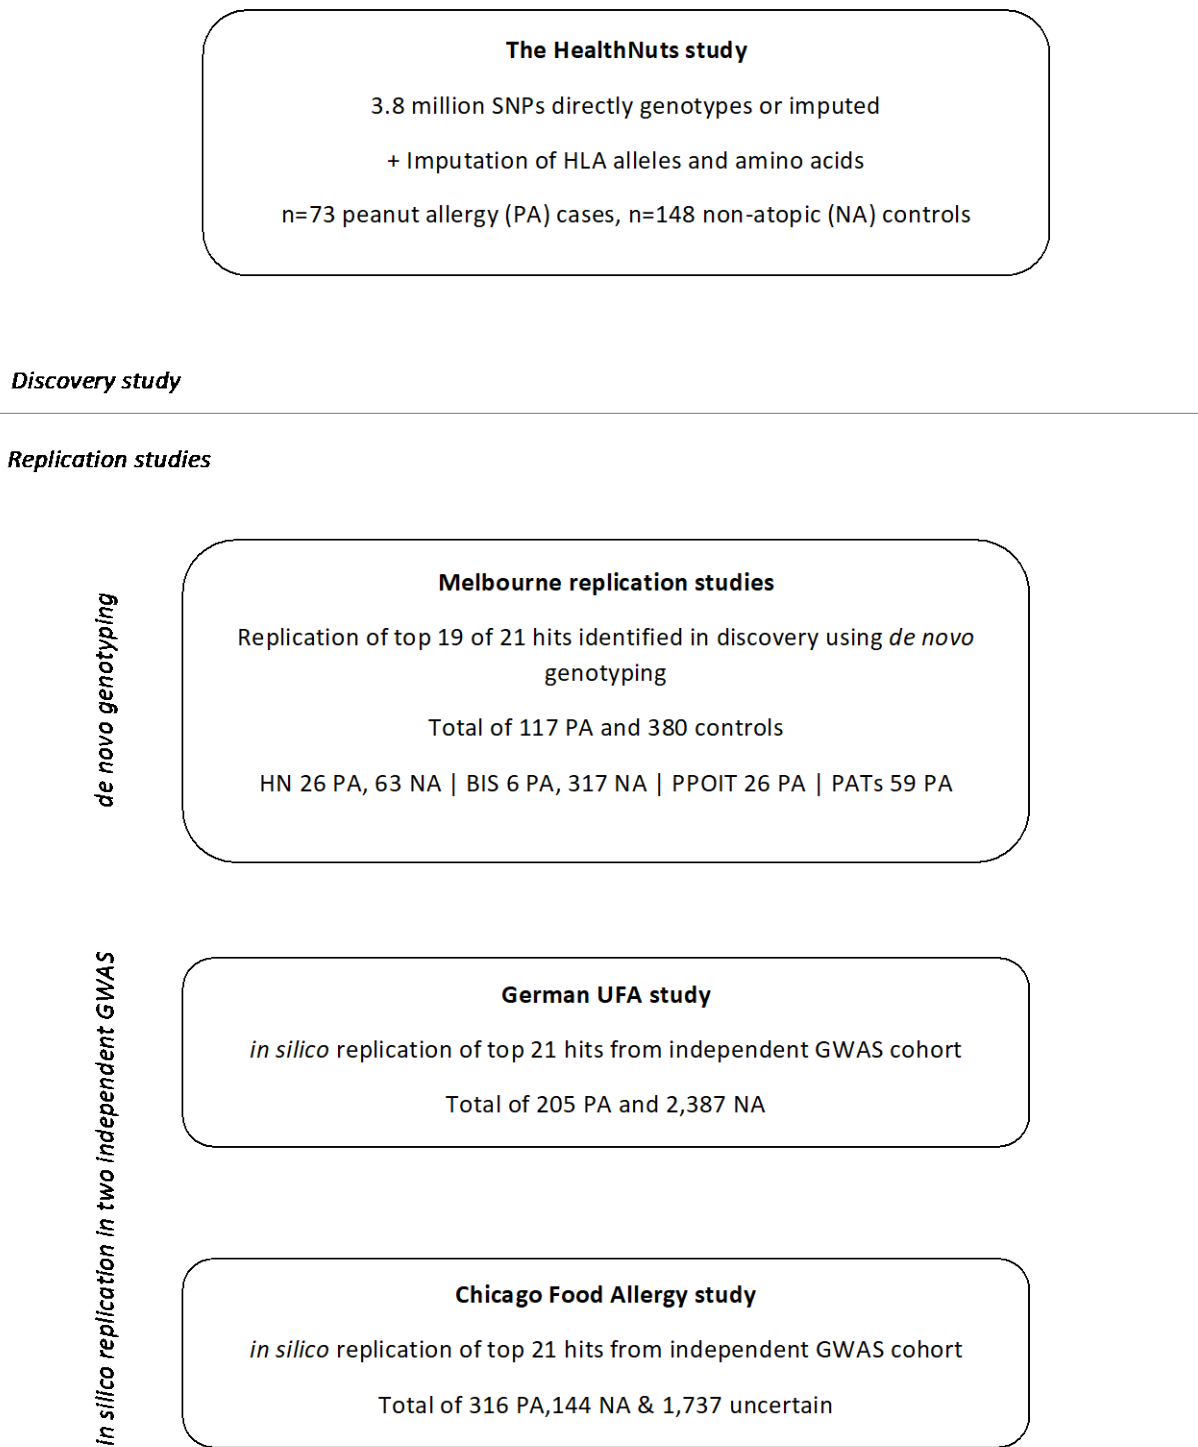 The HealthNuts study
3.8 million SNPs directly genotypes or imputed
+ Imputation of HLA alleles and amino acids
n=73 peanut allergy (PA) cases, n=148 non-atopic (NA) controls
Discovery study
Replication studies
de novo genotyping
Melbourne replication studies
Replication of top 19 of 21 hits identified in discovery using de novo
genotyping
Total of 117 PA and 380 controls
HN 26 PA, 63 NA | BIS 6 PA, 317 NA | PPOIT 26 PA | PATs 59 PA
in silico replication in two independent GWAS
German UFA study
in silico replication of top 21 hits from independent GWAS cohort
Total of 205 PA and 2,387 NA
Chicago Food Allergy study
in silico replication of top 21 hits from independent GWAS cohort
Total of 316 PA,144 NA & 1,737 uncertain